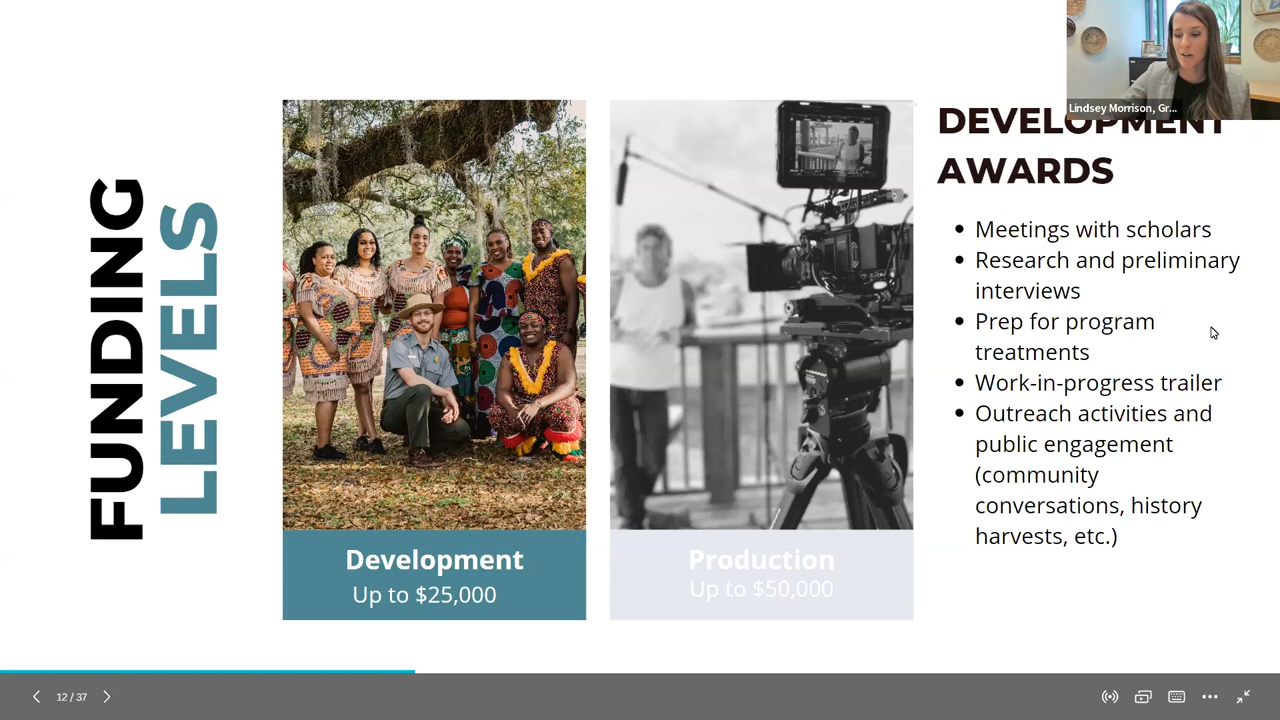 Lindsey Morrison, Gr...
FUNDING
LEVELS
DEVELOPMENT
AWARDS
• Meetings with scholars
• Research and preliminary
interviews
• Prep for program
treatments
• Work-in-progress trailer
• Outreach activities and
public engagement
(community
conversations, history
harvests, etc.)
Development
Up to $25,000
Production
Up to $50,000
12 / 37